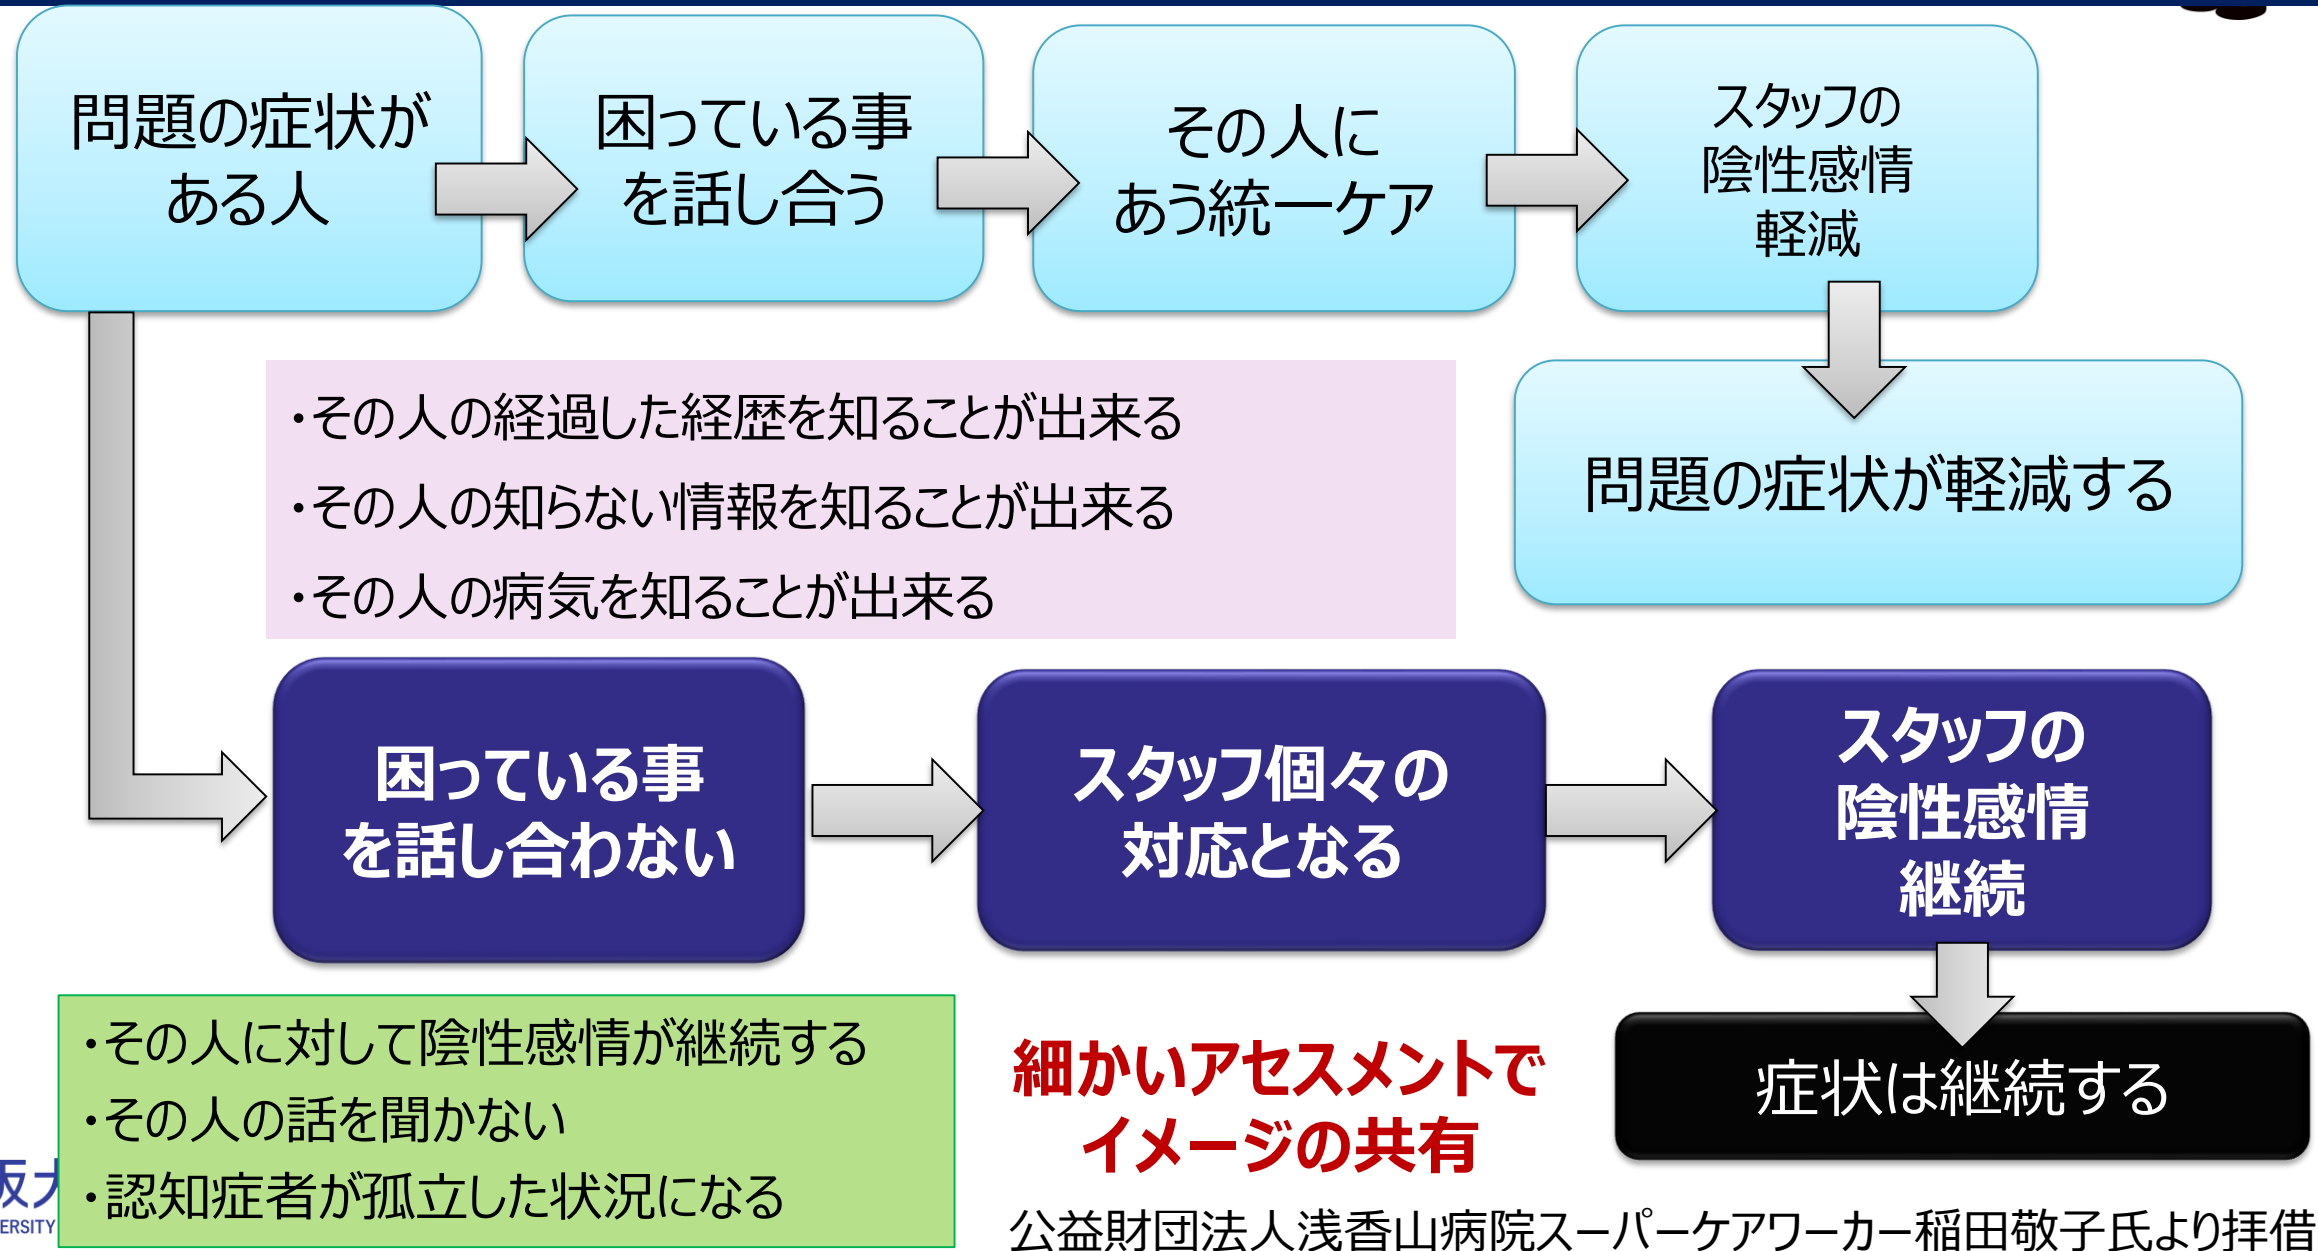 問題の症状が
ある人
困っている事
を話し合う
その人に
あう統一ケア
スタッフの
陰性感情
軽減
問題の症状が軽減する
・その人の経過した経歴を知ることが出来る
・その人の知らない情報を知ることが出来る
・その人の病気を知ることが出来る
困っている事
を話し合わない
スタッフ個々の
対応となる
スタッフの
陰性感情
継続
症状は継続する
・その人に対して陰性感情が継続する
・その人の話を聞かない
・認知症者が孤立した状況になる
細かいアセスメントで
イメージの共有
阪大
ERSITY
公益財団法人浅香山病院スーパーケアワーカー稲田敬子氏より拝借